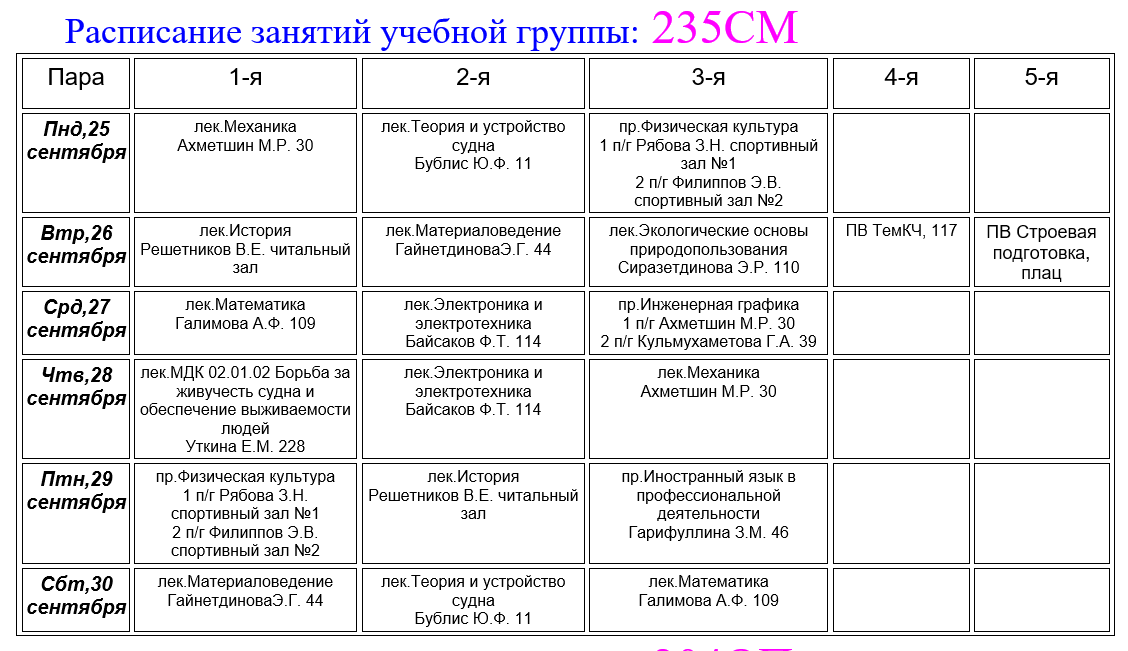 Расписание занятий учебной группы: 235СМ
Пара
1-я
2-я
3-я
4-я
5-я
Пнд,25
сентября
лек.Механика
Ахметшин М.Р. 30
лек.Теория и устройство
судна
Бублис Ю.Ф. 11
пр.Физическая культура
1 п/г Рябова З.Н. спортивный
зал №1
2 п/г Филиппов Э.В.
спортивный зал №2
Втр,26
сентября
лек.История
Решетников В.Е. читальный
зал
лек.Материаловедение
ГайнетдиноваЭ.Г. 44
лек.Экологические основы
природопользования
Сиразетдинова Э.Р. 110
ПВ ТемКЧ, 117
ПВ Строевая
подготовка,
плац
Срд,27
сентября
лек.Математика
Галимова А.Ф. 109
лек.Электроника и
электротехника
Байсаков Ф.Т. 114
пр.Инженерная графика
1 п/г Ахметшин М.Р. 30
2 п/г Кульмухаметова Г.А. 39
Чтв,28
сентября
лек.МДК 02.01.02 Борьба за
живучесть судна и
обеспечение выживаемости
людей
Уткина Е.М. 228
лек.Электроника и
электротехника
Байсаков Ф.Т. 114
лек.Механика
Ахметшин М.Р. 30
Птн,29
сентября
пр.Физическая культура
1 п/г Рябова З.Н.
спортивный зал №1
2 п/г Филиппов Э.В.
спортивный зал №2
лек.История
Решетников В.Е. читальный
зал
пр.Иностранный язык в
профессиональной
деятельности
Гарифуллина З.М. 46
Сбт,30
сентября
лек.Материаловедение
ГайнетдиноваЭ.Г. 44
лек.Теория и устройство
судна
Бублис Ю.Ф. 11
лек.Математика
Галимова А.Ф. 109